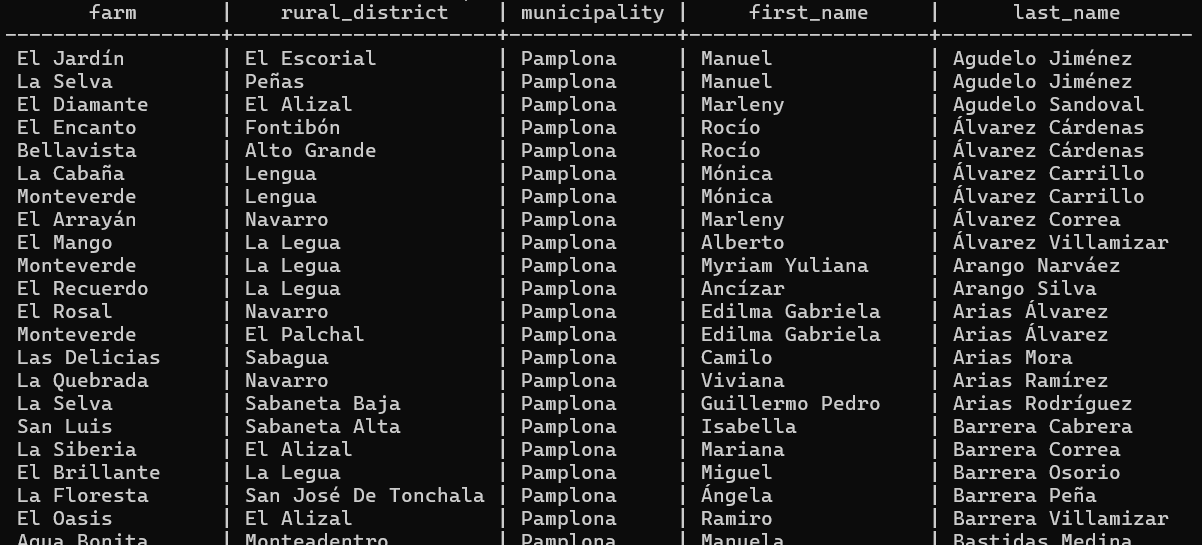 farm | rural_district | municipality | first_name | last_name
El Jardín | El Escorial | Pamplona | Manuel | Agudelo Jiménez
La Selva | Peñas | Pamplona | Manuel | Agudelo Jiménez
El Diamante | El Alizal | Pamplona | Marleny | Agudelo Sandoval
El Encanto | Fontibón | Pamplona | Rocío | Álvarez Cárdenas
Bellavista | Alto Grande | Pamplona | Rocío | Álvarez Cárdenas
La Cabaña | Lengua | Pamplona | Mónica | Álvarez Carrillo
Monteverde | Lengua | Pamplona | Mónica | Álvarez Carrillo
El Arrayán | Navarro | Pamplona | Marleny | Álvarez Correa
El Mango | La Legua | Pamplona | Alberto | Álvarez Villamizar
Monteverde | La Legua | Pamplona | Myriam Yuliana | Arango Narváez
El Recuerdo | La Legua | Pamplona | Ancízar | Arango Silva
El Rosal | Navarro | Pamplona | Edilma Gabriela | Arias Álvarez
Monteverde | El Palchal | Pamplona | Edilma Gabriela | Arias Álvarez
Las Delicias | Sabagua | Pamplona | Camilo | Arias Mora
La Quebrada | Navarro | Pamplona | Viviana | Arias Ramírez
La Selva | Sabaneta Baja | Pamplona | Guillermo Pedro | Arias Rodríguez
San Luis | Sabaneta Alta | Pamplona | Isabella | Barrera Cabrera
La Siberia | El Alizal | Pamplona | Mariana | Barrera Correa
El Brillante | La Legua | Pamplona | Miguel | Barrera Osorio
La Floresta | San José De Tonchala | Pamplona | Ángela | Barrera Peña
El Oasis | El Alizal | Pamplona | Ramiro | Barrera Villamizar
Agua Bonita | Monteadentro | Pamplona | Manuela | Bastidas Medina